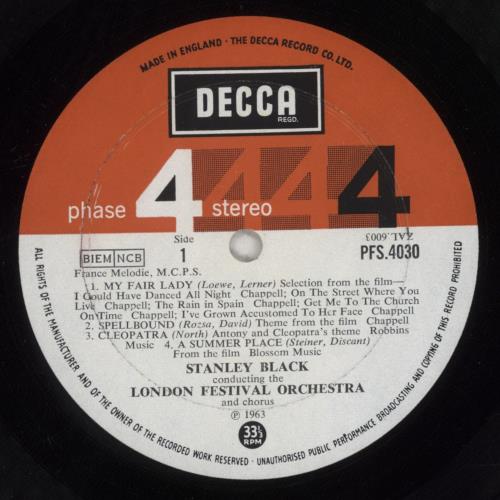 MADE IN ENGLAND · THE DECCA RECORD CO. LTD.
DECCA
REGD.
phase 4 stereo 4 4 4
Side
1
BIEM NCB
France Melodie, M.C.P.S.
ZAL.6003
PFS.4030
1. MY FAIR LADY (Loewe, Lerner) Selection from the film—
I Could Have Danced All Night Chappell; On The Street Where You
Live Chappell; The Rain in Spain Chappell; Get Me To The Church
On Time Chappell; I've Grown Accustomed To Her Face Chappell
2. SPELLBOUND (Rozsa, David) Theme from the film Chappell
3. CLEOPATRA (North) Antony and Cleopatra's theme Robbins
Music 4. A SUMMER PLACE (Steiner, Discant)
From the film Blossom Music
STANLEY BLACK
conducting the
LONDON FESTIVAL ORCHESTRA
and chorus
℗ 1963
33⅓
RPM
ALL RIGHTS OF THE MANUFACTURER AND OF THE OWNER OF THE RECORDED WORK RESERVED · UNAUTHORISED PUBLIC PERFORMANCE BROADCASTING AND COPYING OF THIS RECORD PROHIBITED